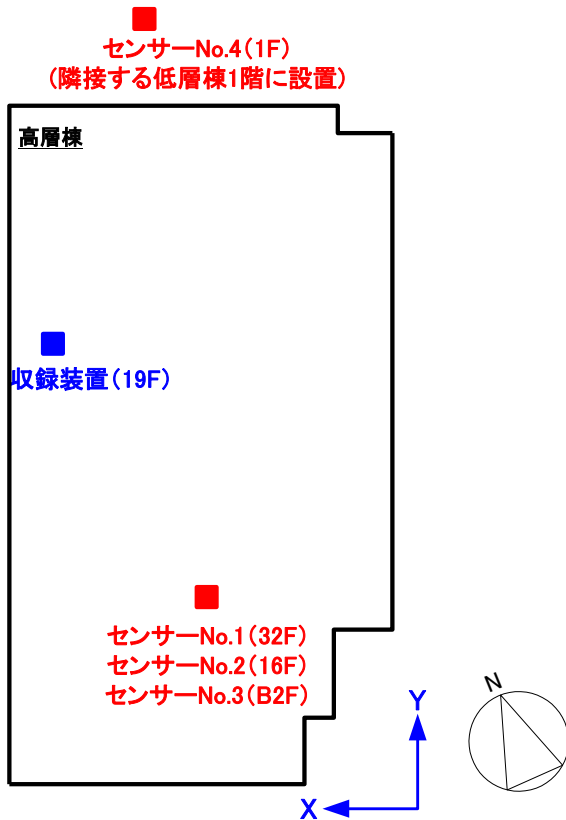 センサーNo.4(1F)
(隣接する低層棟1階に設置)
高層棟
収録装置(19F)
センサーNo.1(32F)
センサーNo.2(16F)
センサーNo.3(B2F)
Y
N
X